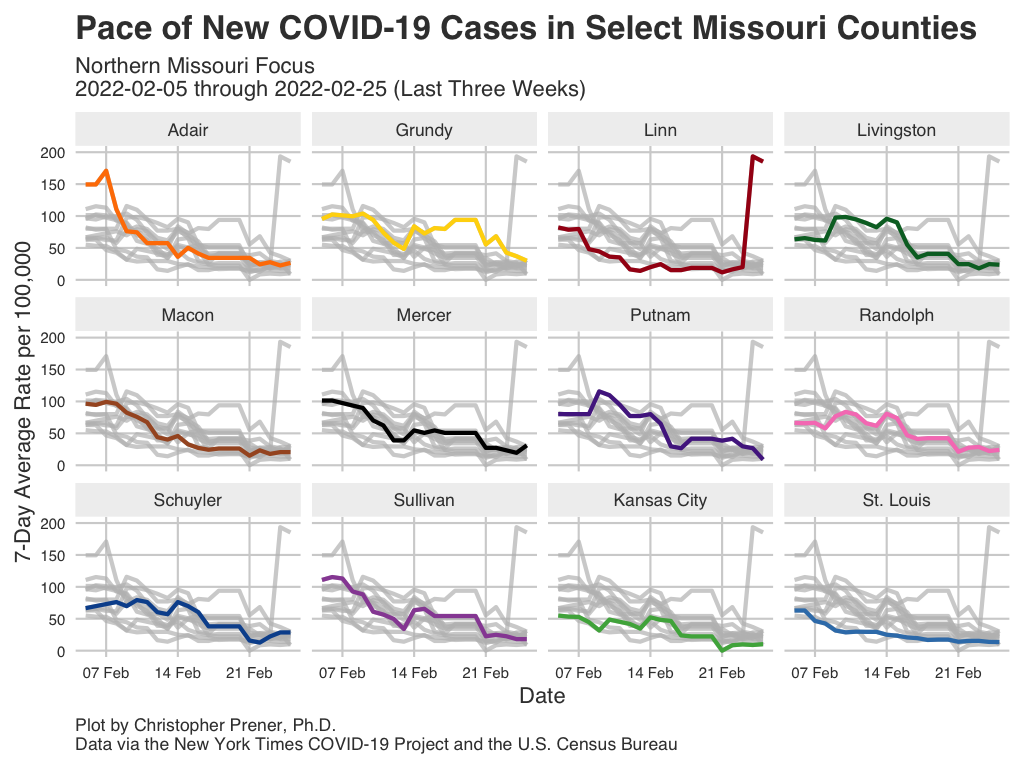 Pace of New COVID-19 Cases in Select Missouri Counties
Northern Missouri Focus
2022-02-05 through 2022-02-25 (Last Three Weeks)
Adair Grundy Linn Livingston
200
150
100
50
0
Macon Mercer Putnam Randolph
200
150
100
50
0
Schuyler Sullivan Kansas City St. Louis
200
150
100
50
0
7-Day Average Rate per 100,000
07 Feb 14 Feb 21 Feb 07 Feb 14 Feb 21 Feb 07 Feb 14 Feb 21 Feb 07 Feb 14 Feb 21 Feb
Date
Plot by Christopher Prener, Ph.D.
Data via the New York Times COVID-19 Project and the U.S. Census Bureau